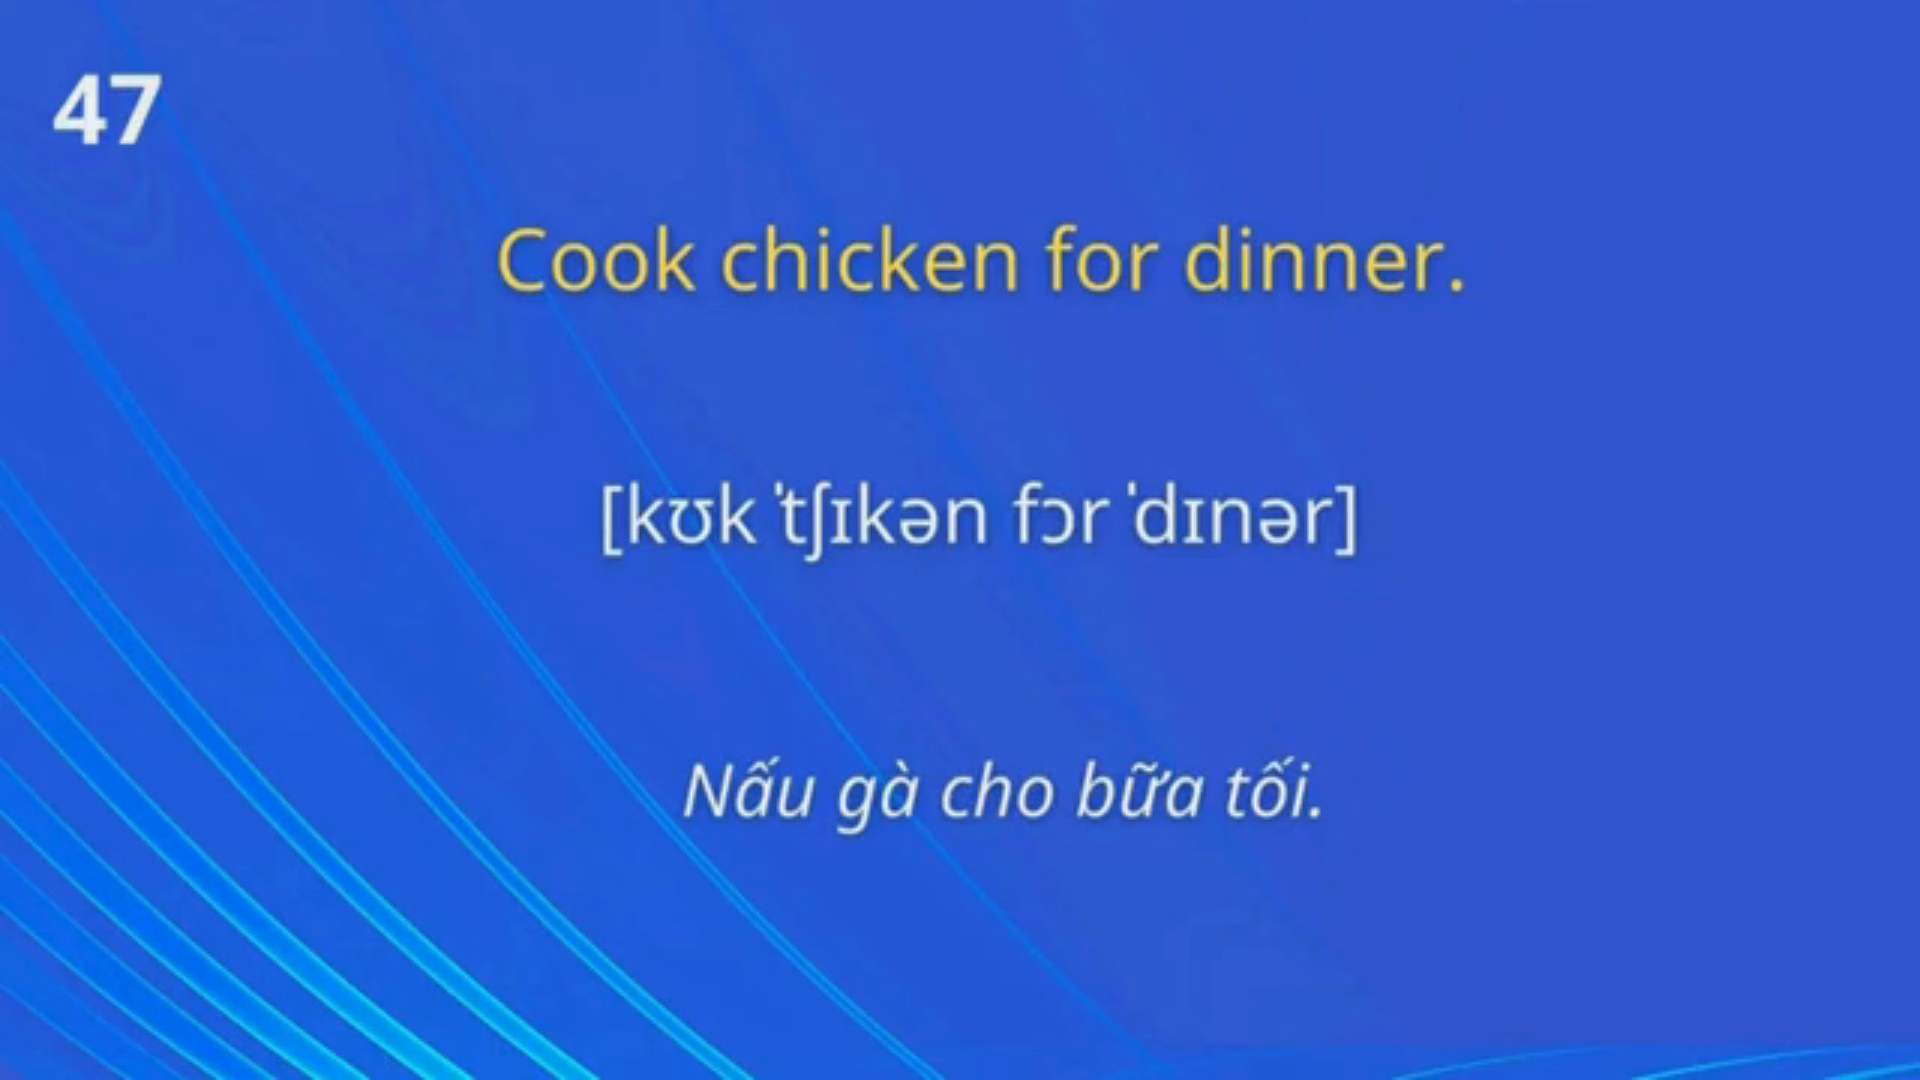 47
Cook chicken for dinner.
[kʊk ˈtʃɪkən fɔr ˈdɪnər]
Nấu gà cho bữa tối.